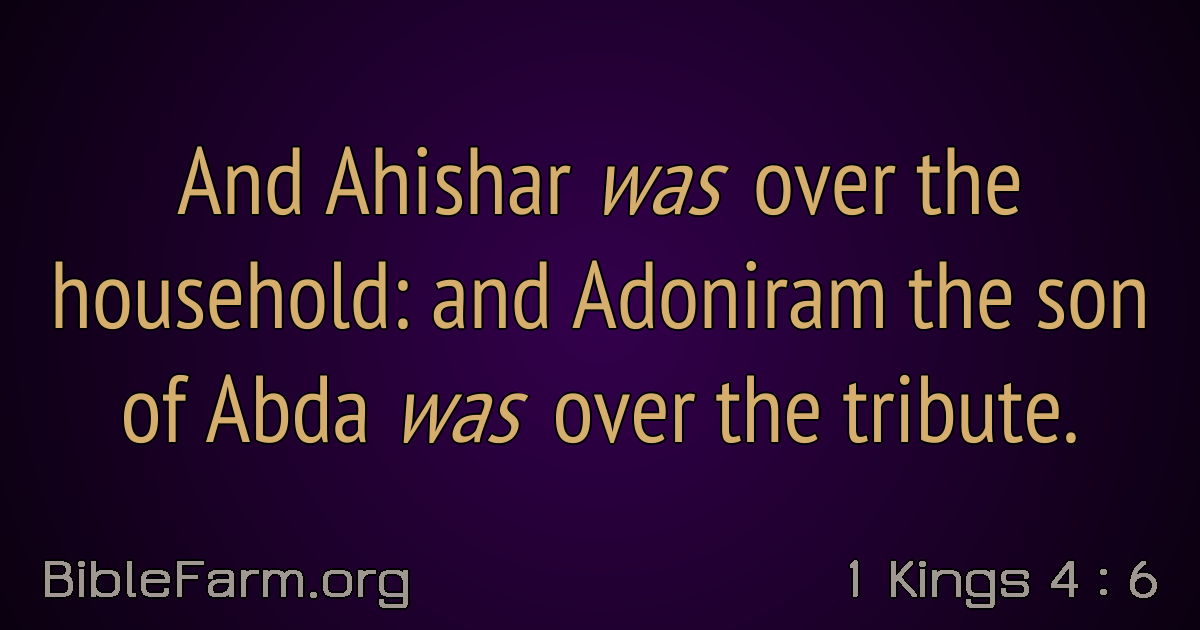 And Ahishar was over the
household: and Adoniram the son
of Abda was over the tribute.
BibleFarm.org
1 Kings 4 : 6